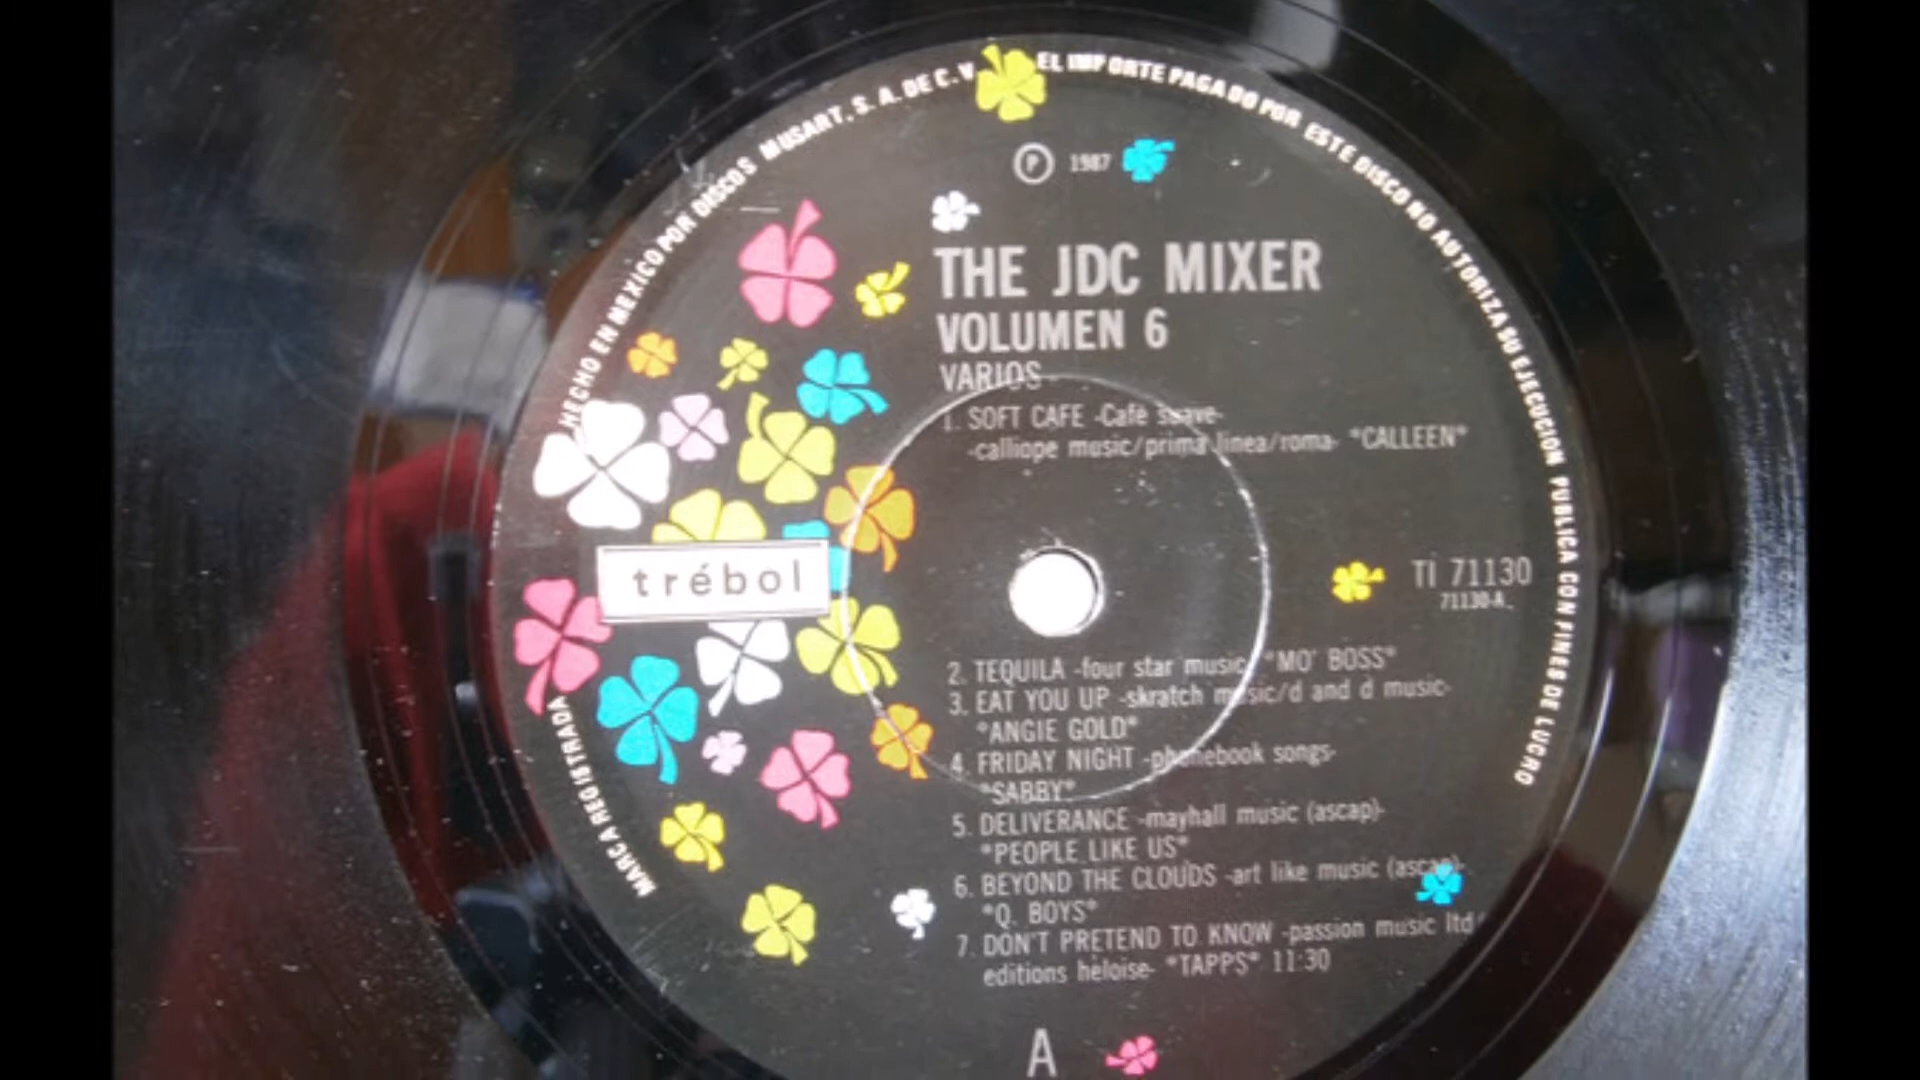 HECHO EN MEXICO POR DISCOS MUSART, S. A. DE C. V.
EL IMPORTE PAGADO POR ESTE DISCO NO AUTORIZA SU EJECUCION PUBLICA CON FINES DE LUCRO
MARCA REGISTRADA
Ⓟ 1987
THE JDC MIXER
VOLUMEN 6
VARIOS
1. SOFT CAFE -Cafè suave-
-calliope music/prima linea/roma- *CALLEEN*
trébol
TI 71130
71130-A.
2. TEQUILA -four star music- *MO' BOSS*
3. EAT YOU UP -skratch music/d and d music-
*ANGIE GOLD*
4. FRIDAY NIGHT -phonebook songs-
*SABBY*
5. DELIVERANCE -mayhall music (ascap)-
*PEOPLE LIKE US*
6. BEYOND THE CLOUDS -art like music (ascap)-
*Q. BOYS*
7. DON'T PRETEND TO KNOW -passion music ltd/
editions hèloise- *TAPPS* 11:30
A